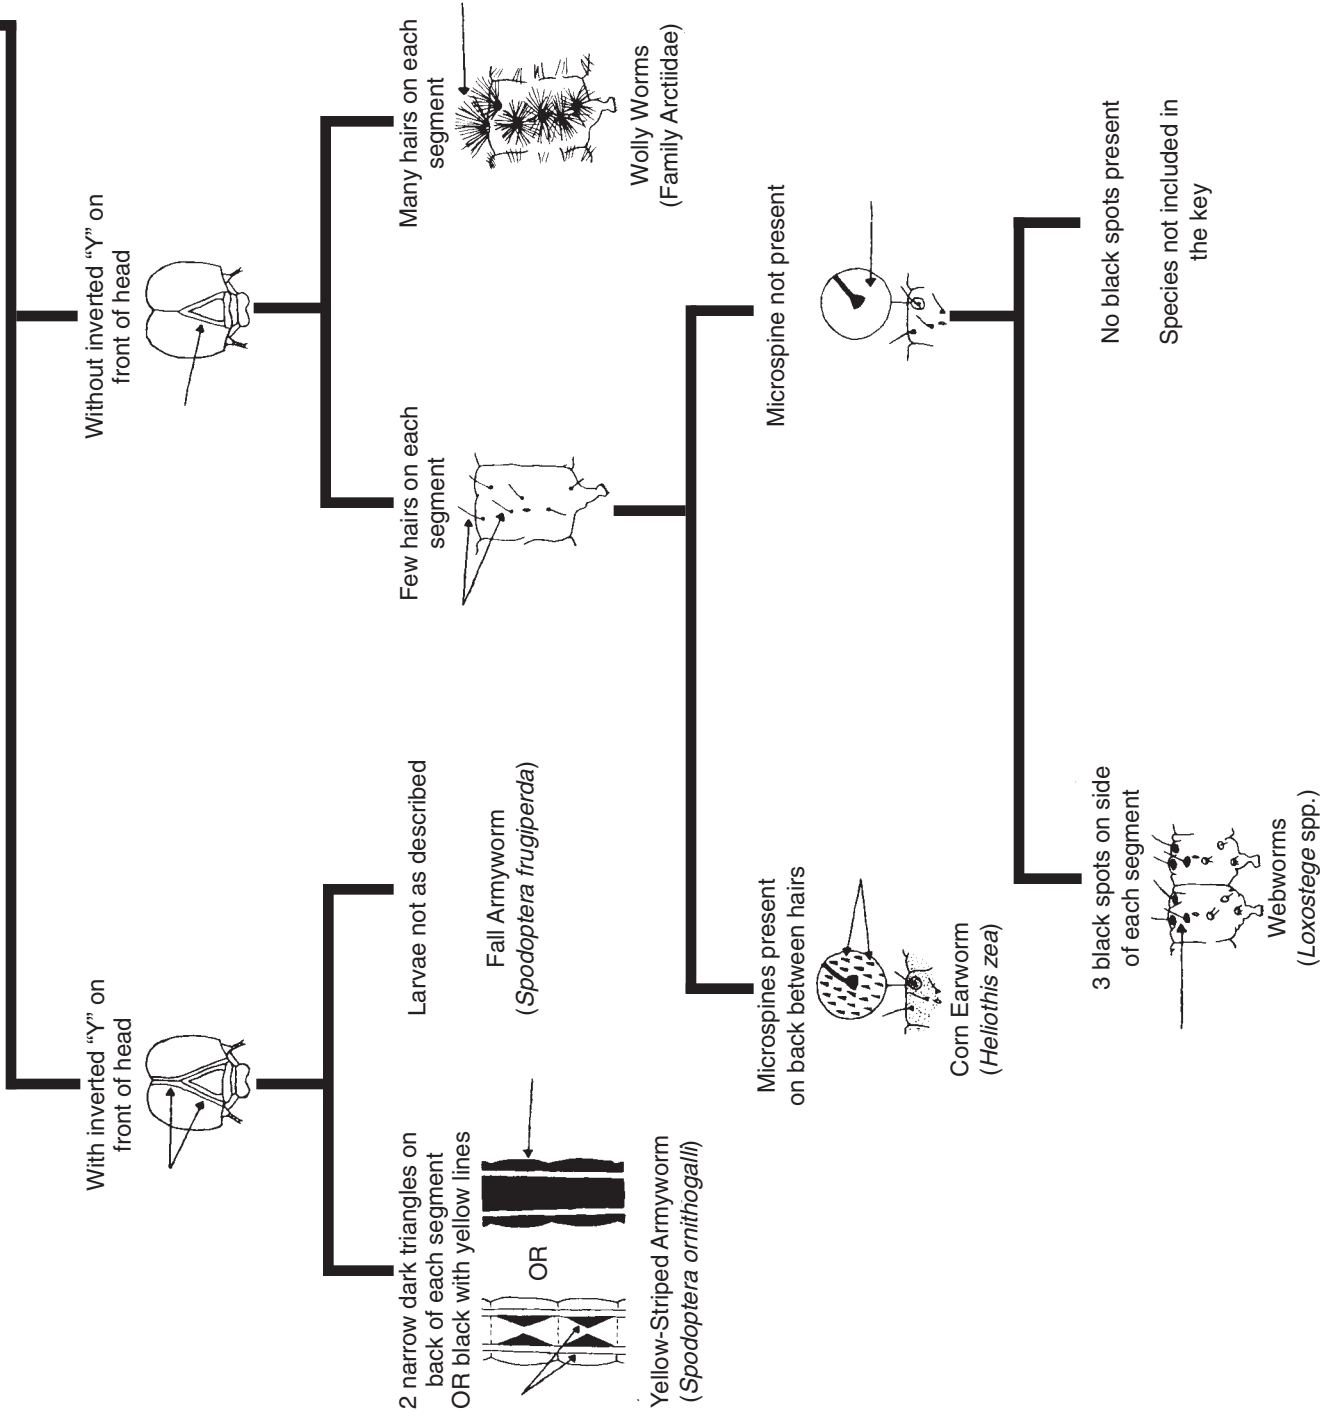 With inverted “Y” on
front of head
Without inverted “Y” on
front of head
2 narrow dark triangles on
back of each segment
OR black with yellow lines
OR
Yellow-Striped Armyworm
(Spodoptera ornithogalli)
Larvae not as described
Fall Armyworm
(Spodoptera frugiperda)
Few hairs on each
segment
Many hairs on each
segment
Wolly Worms
(Family Arctiidae)
Microspines present
on back between hairs
Corn Earworm
(Heliothis zea)
Microspine not present
3 black spots on side
of each segment
Webworms
(Loxostege spp.)
No black spots present
Species not included in
the key